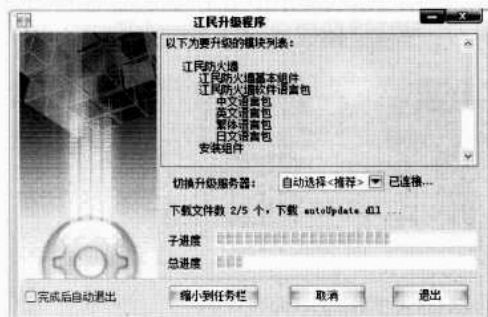 江民升级程序
以下为要升级的模块列表:
江民防火墙
江民防火墙基本组件
江民防火墙软件语言包
中文语言包
英文语言包
繁体语言包
日文语言包
安装组件
切换升级服务器: 自动选择<推荐> 已连接...
下载文件数 2/5 个，下载 autoUpdate.dll ...
子进度
总进度
完成后自动退出 缩小到任务栏 取消 退出